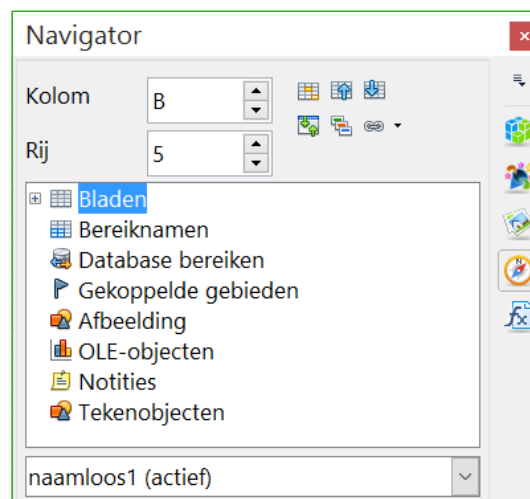 Navigator
Kolom B
Rij 5
Bladen
Bereiknamen
Database bereiken
Gekoppelde gebieden
Afbeelding
OLE-objecten
Notities
Tekenobjecten
naamloos1 (actief)